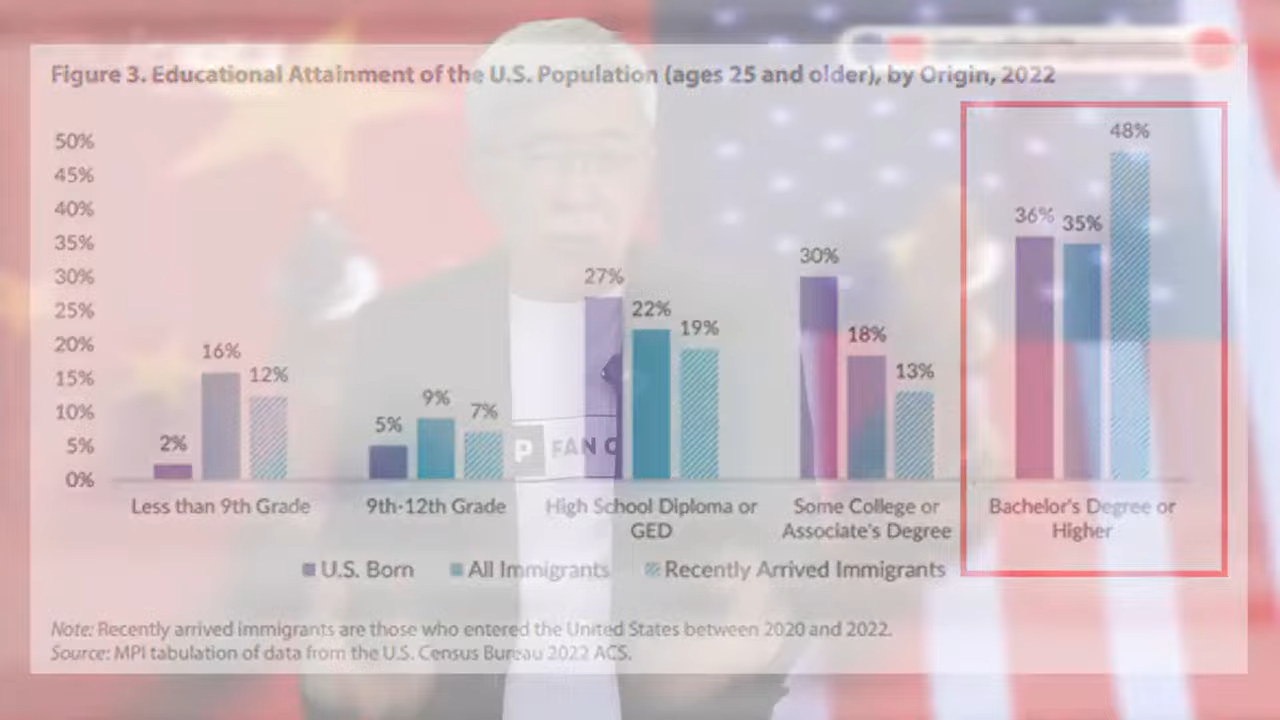 Figure 3. Educational Attainment of the U.S. Population (ages 25 and older), by Origin, 2022
50%
45%
40%
35%
30%
25%
20%
15%
10%
5%
0%
2%
16%
12%
5%
9%
7%
27%
22%
19%
30%
18%
13%
36%
35%
48%
Less than 9th Grade
9th-12th Grade
High School Diploma or
GED
Some College or
Associate's Degree
Bachelor's Degree or
Higher
U.S. Born
All Immigrants
Recently Arrived Immigrants
P FAN C
Note: Recently arrived immigrants are those who entered the United States between 2020 and 2022.
Source: MPI tabulation of data from the U.S. Census Bureau 2022 ACS.